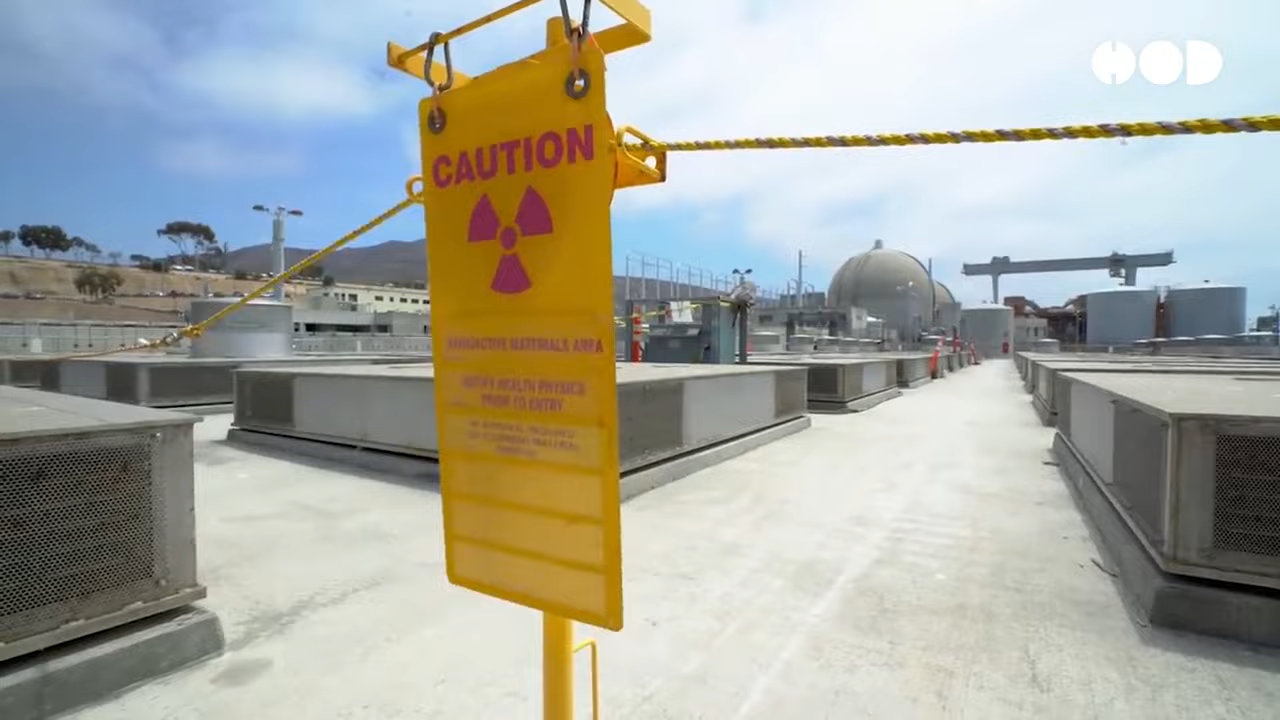 HOD
CAUTION
RADIOACTIVE MATERIALS AREA
NOTIFY HEALTH PHYSICS
PRIOR TO ENTRY